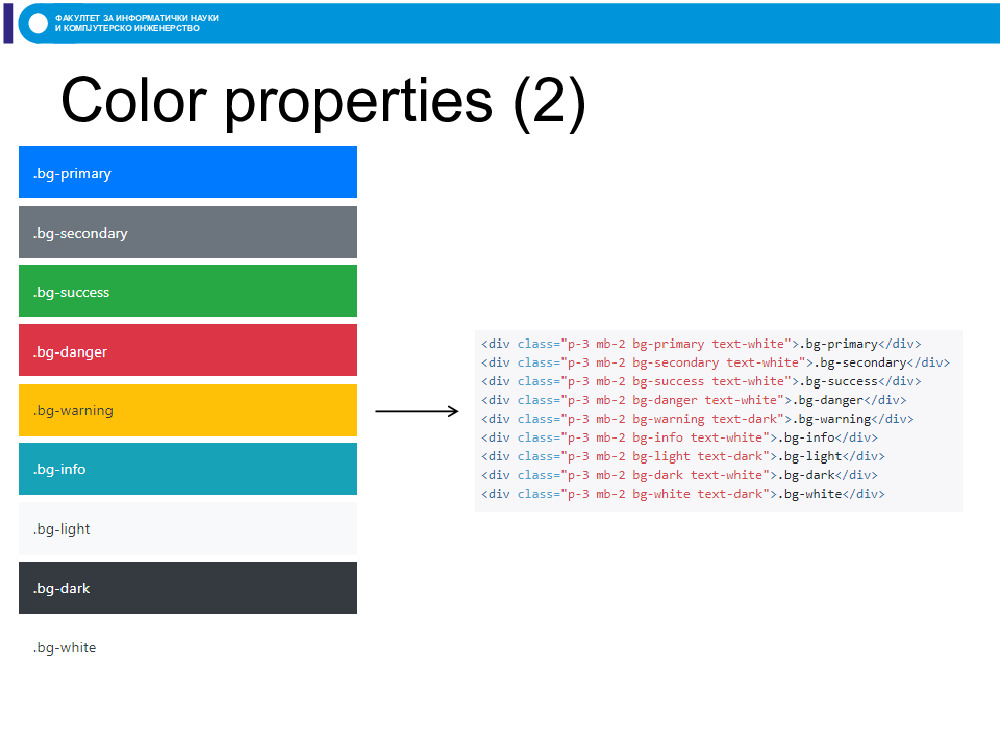 ФАКУЛТЕТ ЗА ИНФОРМАТИЧКИ НАУКИ
И КОМПЈУТЕРСКО ИНЖЕНЕРСТВО
Color properties (2)
.bg-primary
.bg-secondary
.bg-success
.bg-danger
.bg-warning
.bg-info
.bg-light
.bg-dark
.bg-white
<div class="p-3 mb-2 bg-primary text-white">.bg-primary</div>
<div class="p-3 mb-2 bg-secondary text-white">.bg-secondary</div>
<div class="p-3 mb-2 bg-success text-white">.bg-success</div>
<div class="p-3 mb-2 bg-danger text-white">.bg-danger</div>
<div class="p-3 mb-2 bg-warning text-dark">.bg-warning</div>
<div class="p-3 mb-2 bg-info text-white">.bg-info</div>
<div class="p-3 mb-2 bg-light text-dark">.bg-light</div>
<div class="p-3 mb-2 bg-dark text-white">.bg-dark</div>
<div class="p-3 mb-2 bg-white text-dark">.bg-white</div>